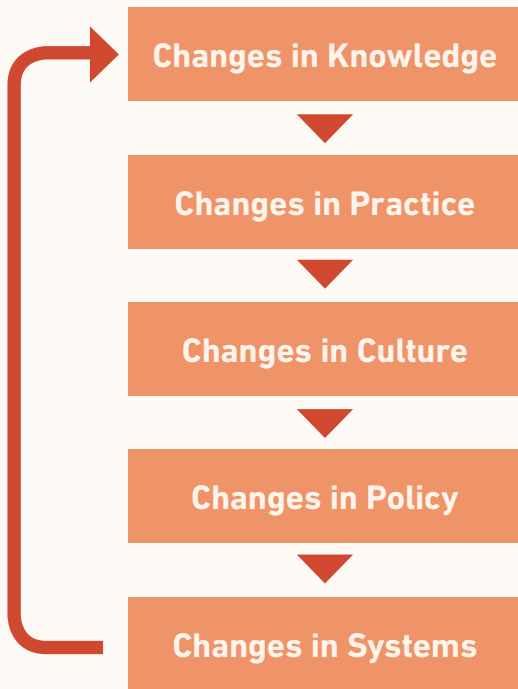 Changes in Knowledge
Changes in Practice
Changes in Culture
Changes in Policy
Changes in Systems